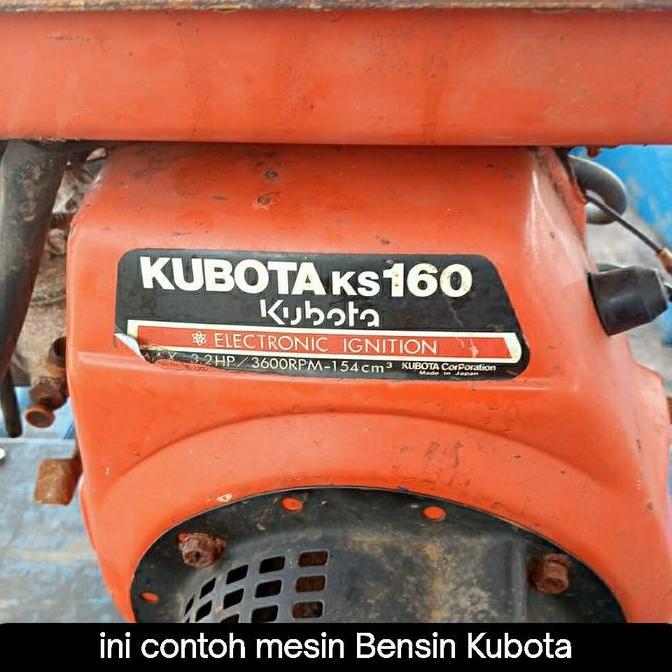 KUBOTA KS160
Kubota
ELECTRONIC IGNITION
MAX. 3.2HP/3600RPM-154cm³ KUBOTA Corporation
Made in Japan
ini contoh mesin Bensin Kubota